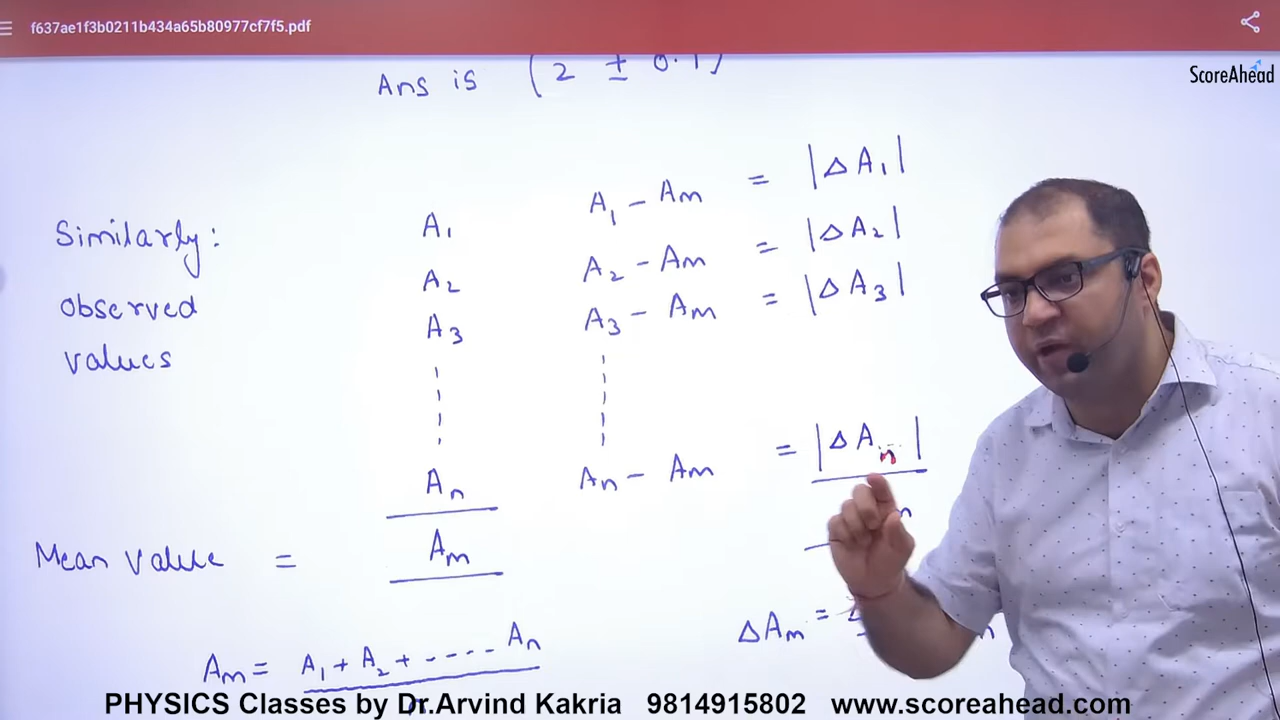 f637ae1f3b0211b434a65b80977cf7f5.pdf
ScoreAhead
Ans is (2 ± 0.1)
Similarly:
observed
values
A₁ A₁ - Am = |ΔA₁|
A₂ A₂ - Am = |ΔA₂|
A₃ A₃ - Am = |ΔA₃|
An An - Am = |ΔAn|
Mean value = Am
ΔAm =
Am = A₁ + A₂ + ---- An
PHYSICS Classes by Dr.Arvind Kakria 9814915802 www.scoreahead.com